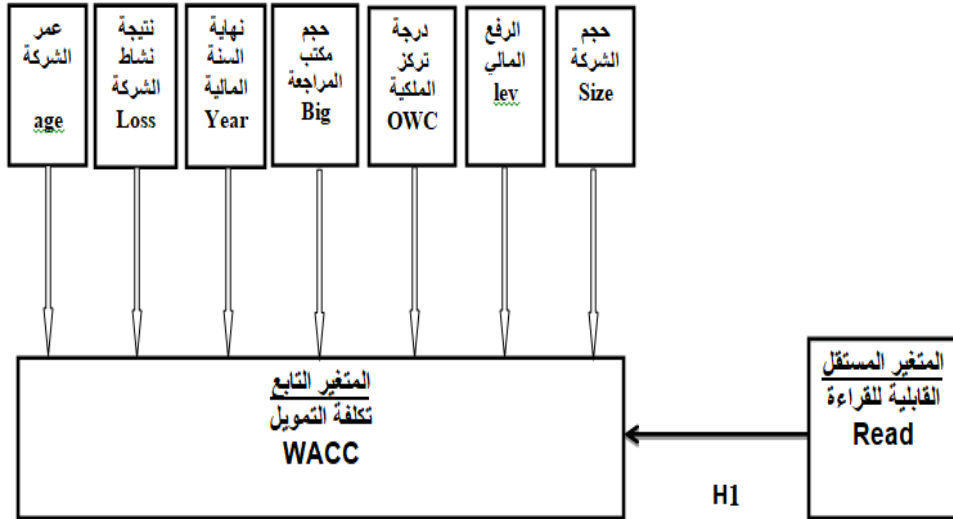 حجم
الشركة
Size
الرفع
المالي
lev
درجة
تركز
الملكية
OWC
حجم
مكتب
المراجعة
Big
نهاية
السنة
المالية
Year
نتيجة
نشاط
الشركة
Loss
عمر
الشركة
age
المتغير المستقل
القابلية للقراءة
Read
H1
المتغير التابع
تكلفة التمويل
WACC